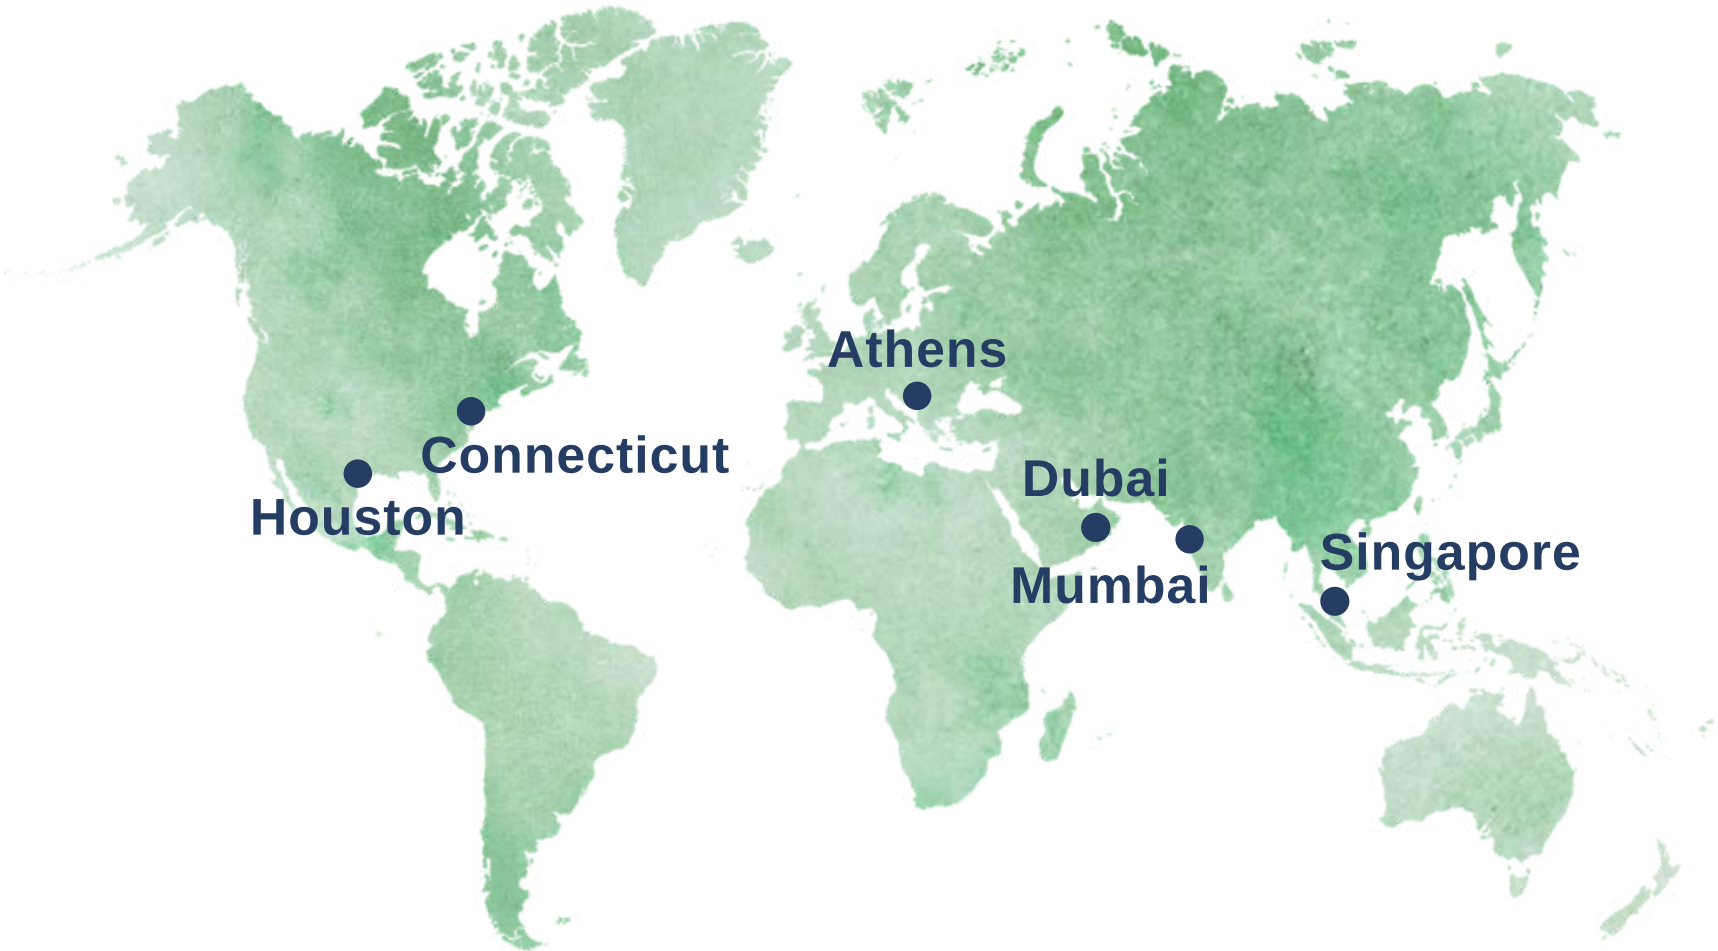 Athens
Connecticut
Dubai
Houston
Singapore
Mumbai